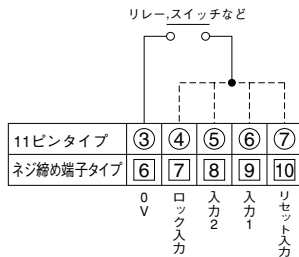 リレー,スイッチなど
11ピンタイプ ③ ④ ⑤ ⑥ ⑦
ネジ締め端子タイプ 6 7 8 9 10
0V
ロック入力
入力2
入力1
リセット入力